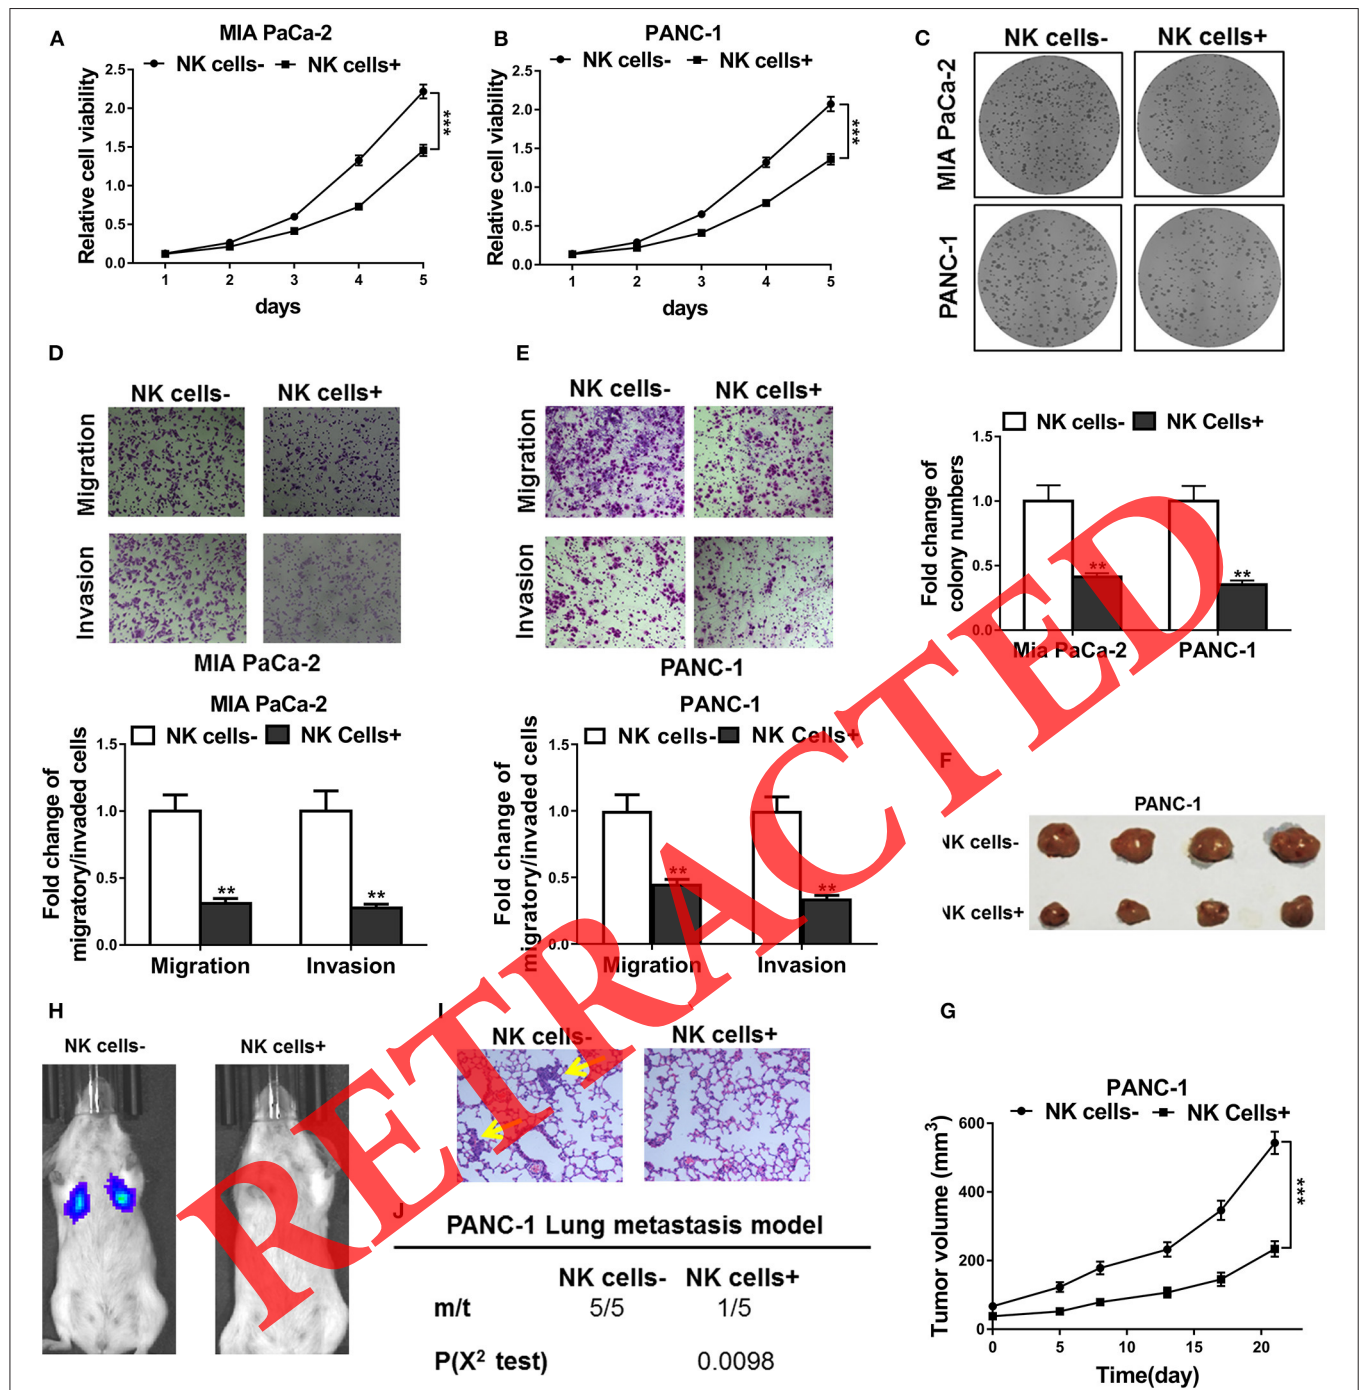 A
MIA PaCa-2
NK cells- NK cells+
Relative cell viability
2.5
2.0
1.5
1.0
0.5
0.0
***
1 2 3 4 5
days
B
PANC-1
NK cells- NK cells+
Relative cell viability
2.5
2.0
1.5
1.0
0.5
0.0
***
1 2 3 4 5
days
C
NK cells- NK cells+
MIA PaCa-2
PANC-1
NK cells- NK Cells+
Fold change of
colony numbers
1.5
1.0
0.5
0.0
** **
Mia PaCa-2 PANC-1
D
NK cells- NK cells+
Migration
Invasion
MIA PaCa-2
MIA PaCa-2
NK cells- NK Cells+
Fold change of
migratory/invaded cells
1.5
1.0
0.5
0.0
** **
Migration Invasion
E
NK cells- NK cells+
Migration
Invasion
PANC-1
PANC-1
NK cells- NK Cells+
Fold change of
migratory/invaded cells
1.5
1.0
0.5
0.0
** **
Migration Invasion
F
PANC-1
NK cells-
NK cells+
H
NK cells- NK cells+
I
NK cells- NK cells+
J
PANC-1 Lung metastasis model
NK cells- NK cells+
m/t 5/5 1/5
P(X² test) 0.0098
G
PANC-1
NK cells- NK Cells+
Tumor volume (mm³)
600
400
200
0
***
0 5 10 15 20
Time(day)
RETRACTED